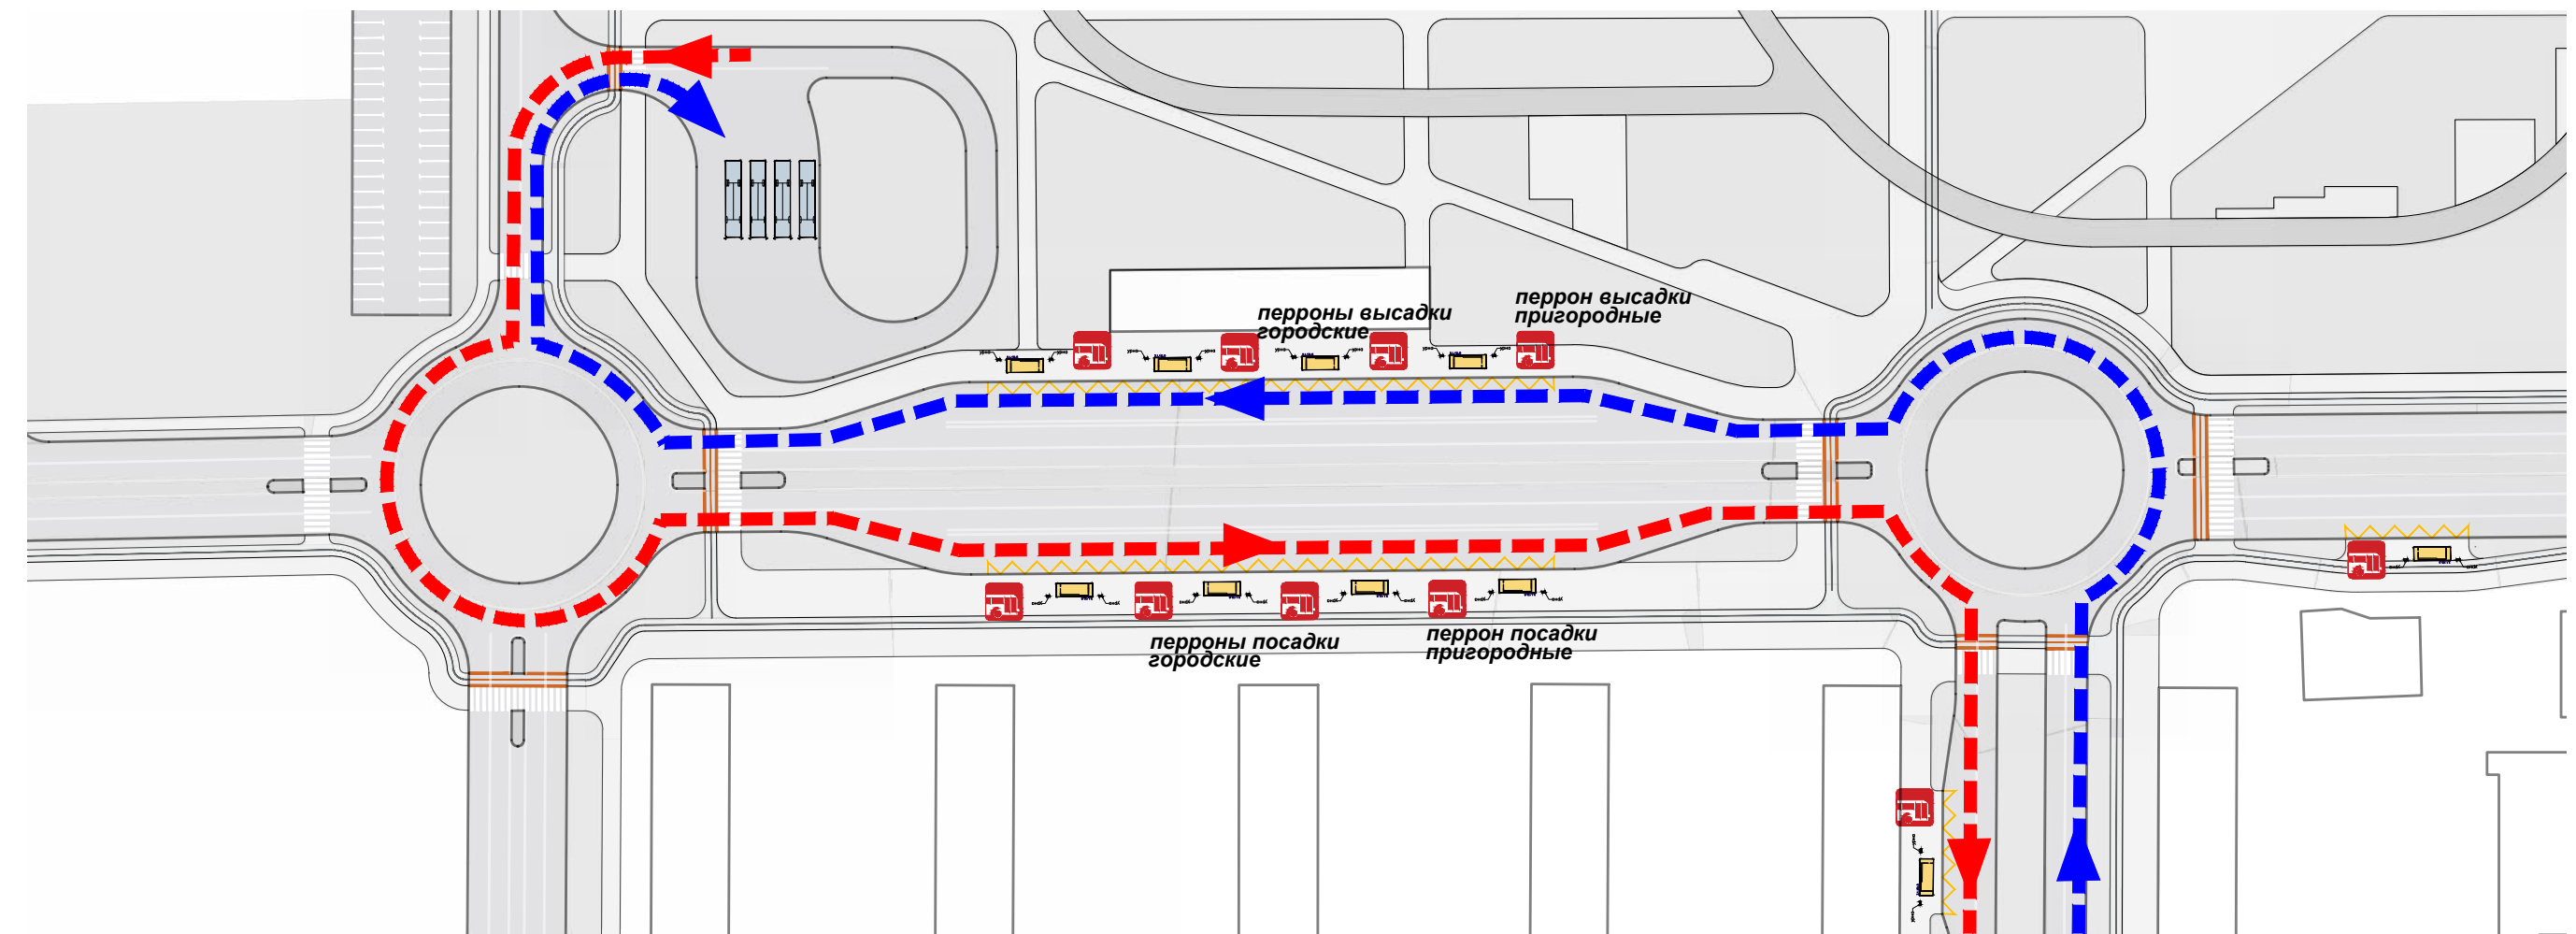 перроны высадки
городские
перрон высадки
пригородные
перроны посадки
городские
перрон посадки
пригородные